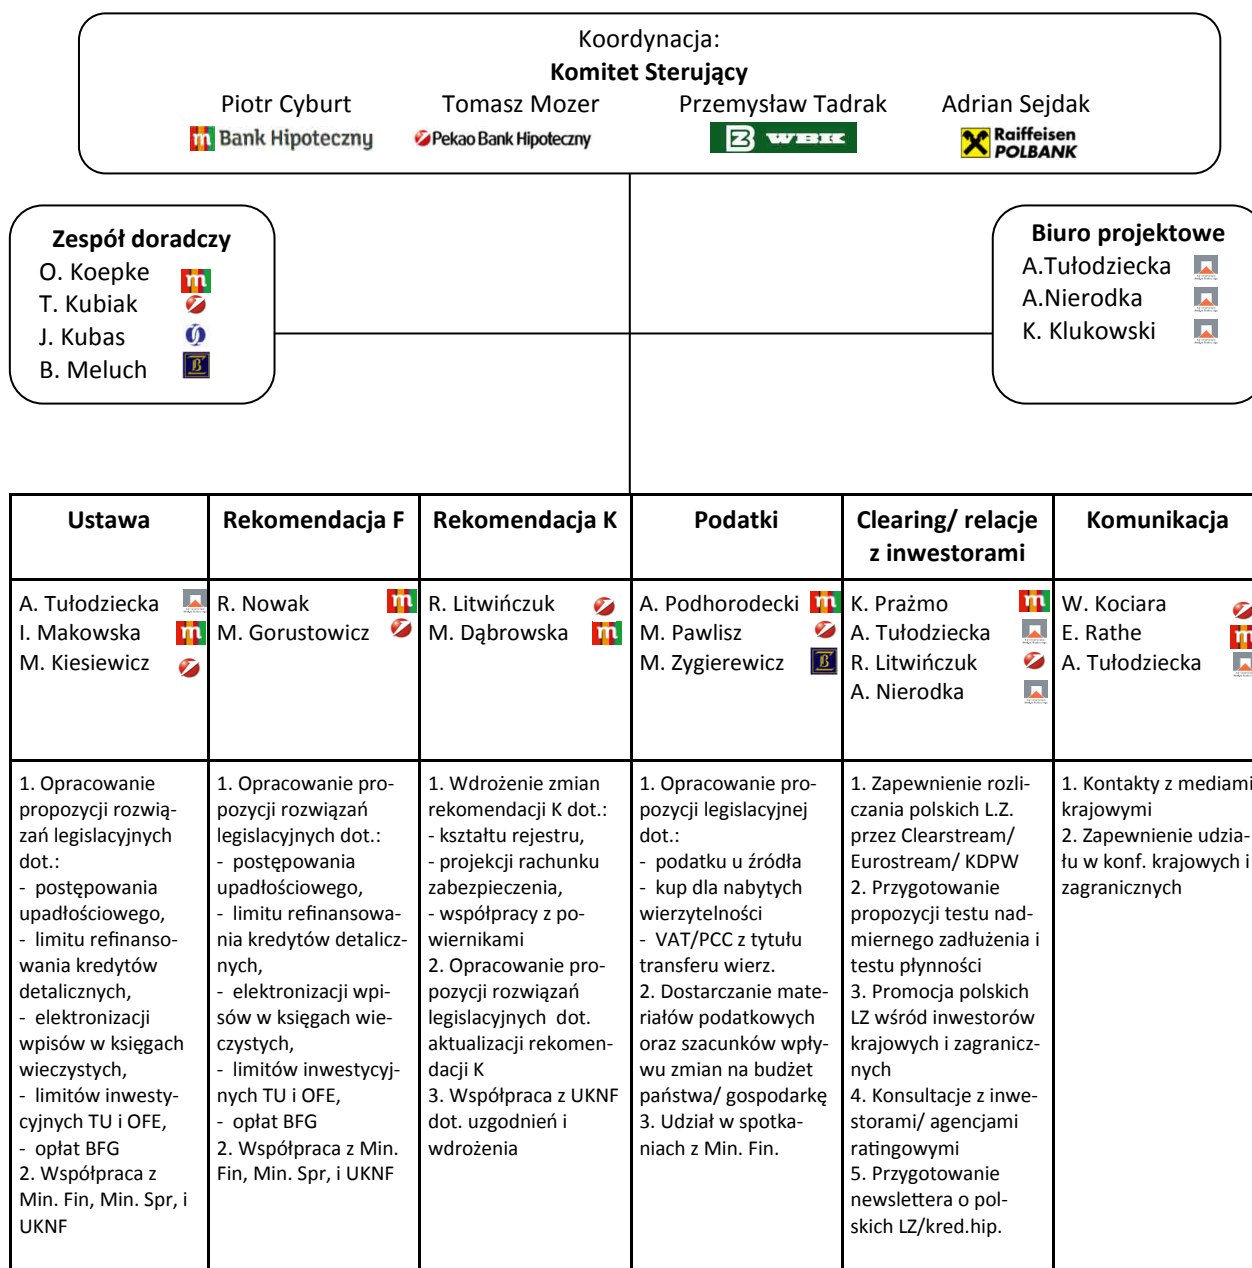 Koordynacja:
Komitet Sterujący
Piotr Cyburt
Tomasz Mozer
Przemysław Tadrak
Adrian Sejdak
m Bank Hipoteczny
Pekao Bank Hipoteczny
Z WBK
Raiffeisen
POLBANK
Zespół doradczy
O. Koepke
T. Kubiak
J. Kubas
B. Meluch
Biuro projektowe
A.Tułodziecka
A.Nierodka
K. Klukowski
Ustawa
A. Tułodziecka
I. Makowska
M. Kiesiewicz
1. Opracowanie
propozycji rozwią-
zań legislacyjnych
dot.:
- postępowania
upadłościowego,
- limitu refinanso-
wania kredytów
detalicznych,
- elektronizacji
wpisów w księgach
wieczystych,
- limitów inwesty-
cyjnych TU i OFE,
- opłat BFG
2. Współpraca z
Min. Fin, Min. Spr, i
UKNF
Rekomendacja F
R. Nowak
M. Gorustowicz
1. Opracowanie pro-
pozycji rozwiązań
legislacyjnych dot.:
- postępowania
upadłościowego,
- limitu refinansowa-
nia kredytów detalicz-
nych,
- elektronizacji wpi-
sów w księgach wie-
czystych,
- limitów inwestycyj-
nych TU i OFE,
- opłat BFG
2. Współpraca z Min.
Fin, Min. Spr, i UKNF
Rekomendacja K
R. Litwińczuk
M. Dąbrowska
1. Wdrożenie zmian
rekomendacji K dot.:
- kształtu rejestru,
- projekcji rachunku
zabezpieczenia,
- współpracy z po-
wiernikami
2. Opracowanie pro-
pozycji rozwiązań
legislacyjnych dot.
aktualizacji rekomen-
dacji K
3. Współpraca z UKNF
dot. uzgodnień i
wdrożenia
Podatki
A. Podhorodecki
M. Pawlisz
M. Zygierewicz
1. Opracowanie pro-
pozycji legislacyjnej
dot.:
- podatku u źródła
- kup dla nabytych
wierzytelności
- VAT/PCC z tytułu
transferu wierz.
2. Dostarczanie mate-
riałów podatkowych
oraz szacunków wpły-
wu zmian na budżet
państwa/ gospodarkę
3. Udział w spotka-
niach z Min. Fin.
Clearing/ relacje
z inwestorami
K. Prażmo
A. Tułodziecka
R. Litwińczuk
A. Nierodka
1. Zapewnienie rozli-
czania polskich L.Z.
przez Clearstream/
Eurostream/ KDPW
2. Przygotowanie
propozycji testu nad-
miernego zadłużenia i
testu płynności
3. Promocja polskich
LZ wśród inwestorów
krajowych i zagranicz-
nych
4. Konsultacje z inwe-
storami/ agencjami
ratingowymi
5. Przygotowanie
newslettera o pol-
skich LZ/kred.hip.
Komunikacja
W. Kociara
E. Rathe
A. Tułodziecka
1. Kontakty z mediami
krajowymi
2. Zapewnienie udzia-
łu w konf. krajowych i
zagranicznych